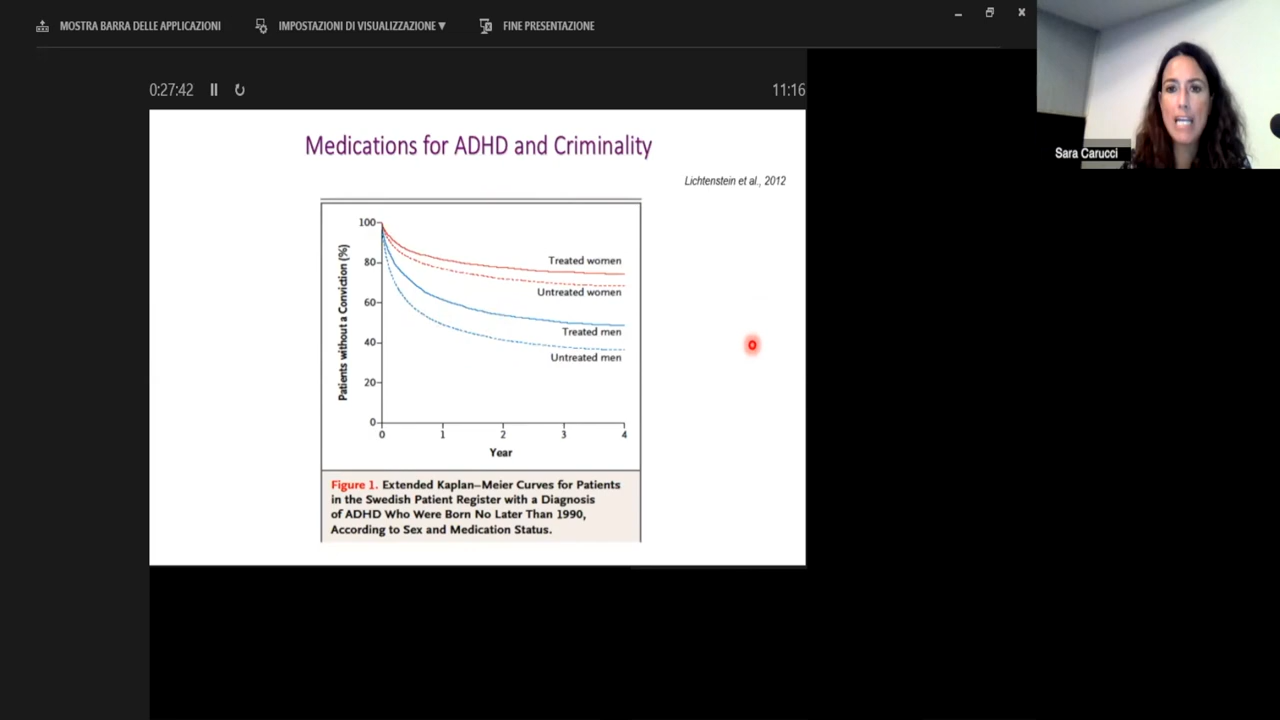 MOSTRA BARRA DELLE APPLICAZIONI
IMPOSTAZIONI DI VISUALIZZAZIONE ▼
FINE PRESENTAZIONE
0:27:42
11:16
Sara Carucci
Medications for ADHD and Criminality
Lichtenstein et al., 2012
Patients without a Conviction (%)
100
80
60
40
20
0
Treated women
Untreated women
Treated men
Untreated men
0 1 2 3 4
Year
Figure 1. Extended Kaplan–Meier Curves for Patients
in the Swedish Patient Register with a Diagnosis
of ADHD Who Were Born No Later Than 1990,
According to Sex and Medication Status.